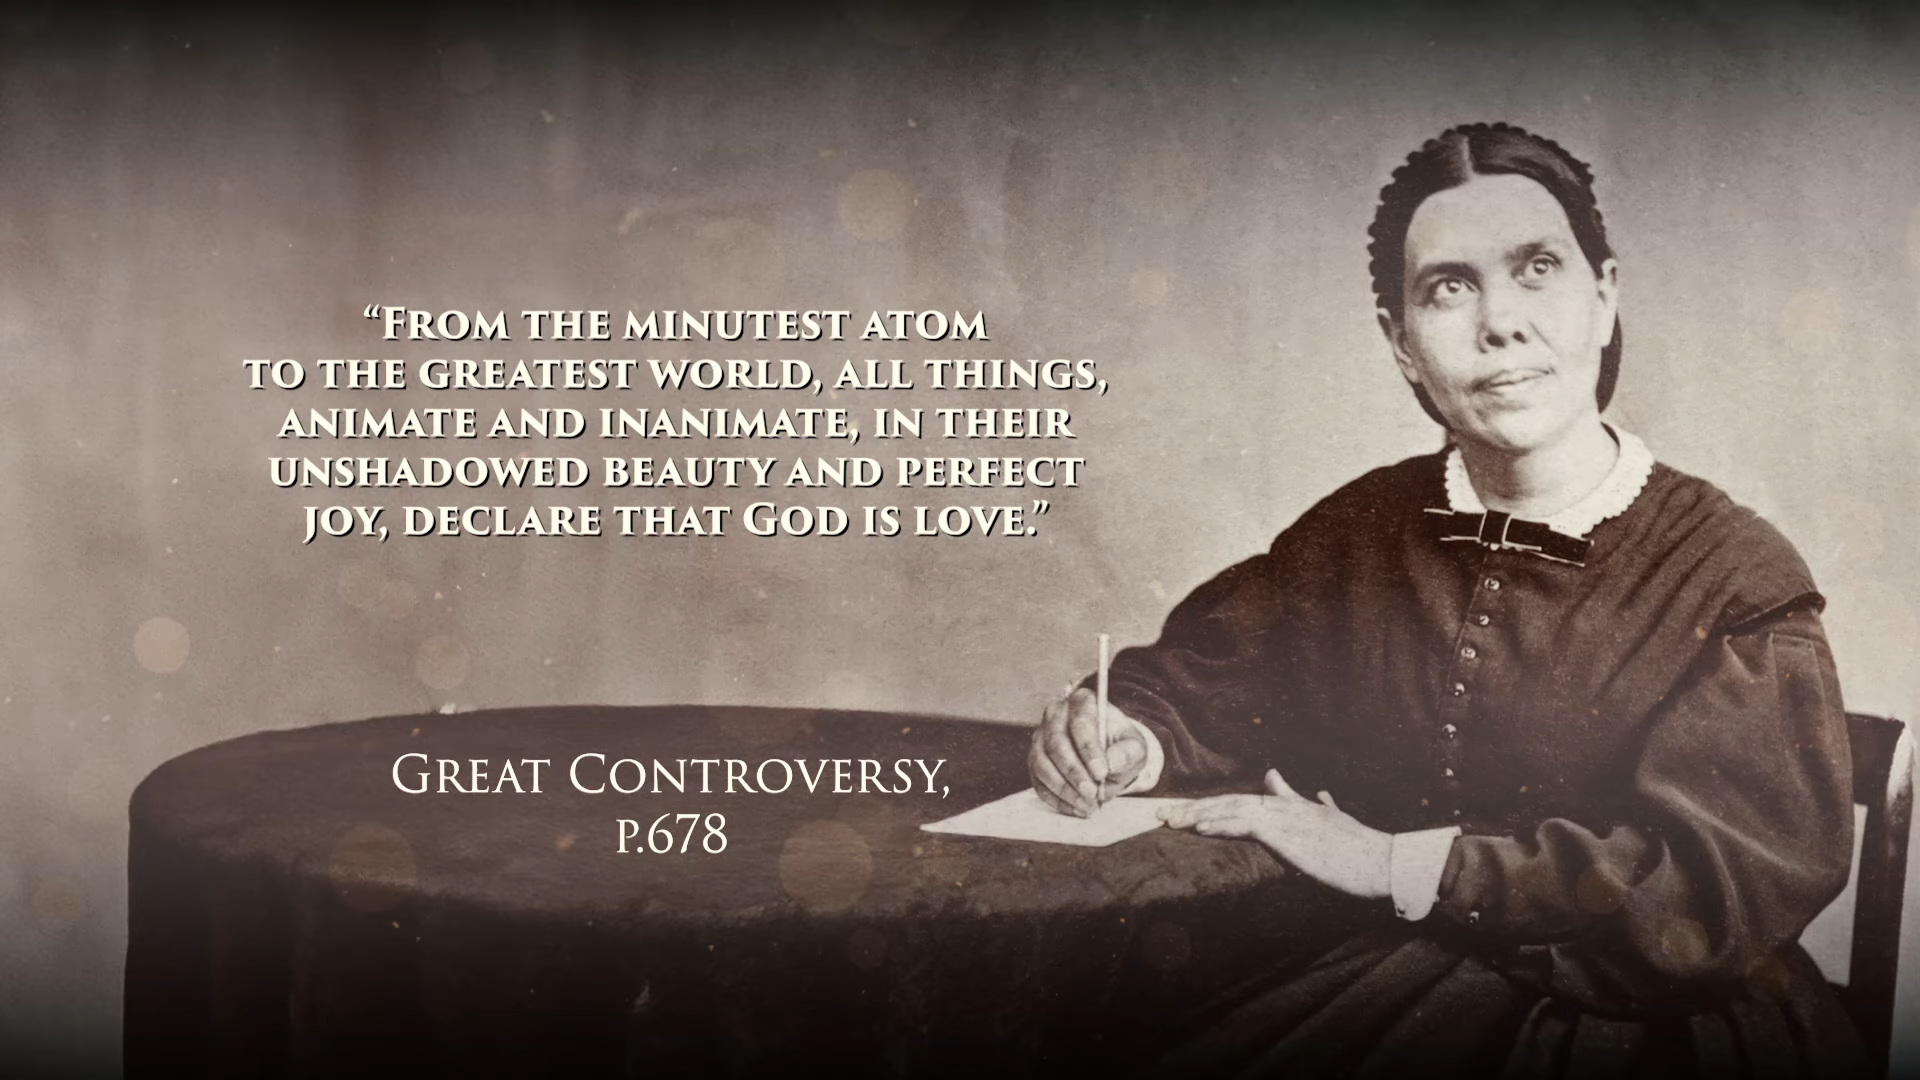 “From the minutest atom
to the greatest world, all things,
animate and inanimate, in their
unshadowed beauty and perfect
joy, declare that God is love.”
Great Controversy,
p.678